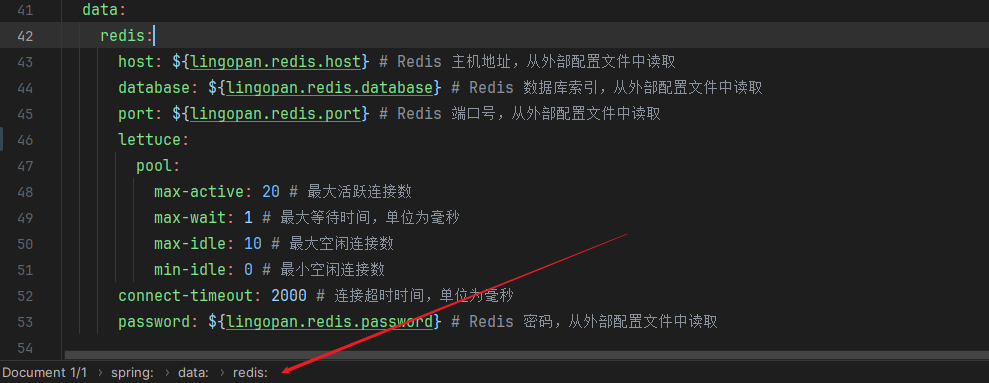 41 data:
42 redis:
43 host: ${lingopan.redis.host} # Redis 主机地址，从外部配置文件中读取
44 database: ${lingopan.redis.database} # Redis 数据库索引，从外部配置文件中读取
45 port: ${lingopan.redis.port} # Redis 端口号，从外部配置文件中读取
46 lettuce:
47 pool:
48 max-active: 20 # 最大活跃连接数
49 max-wait: 1 # 最大等待时间，单位为毫秒
50 max-idle: 10 # 最大空闲连接数
51 min-idle: 0 # 最小空闲连接数
52 connect-timeout: 2000 # 连接超时时间，单位为毫秒
53 password: ${lingopan.redis.password} # Redis 密码，从外部配置文件中读取
54
Document 1/1 › spring: › data: › redis: